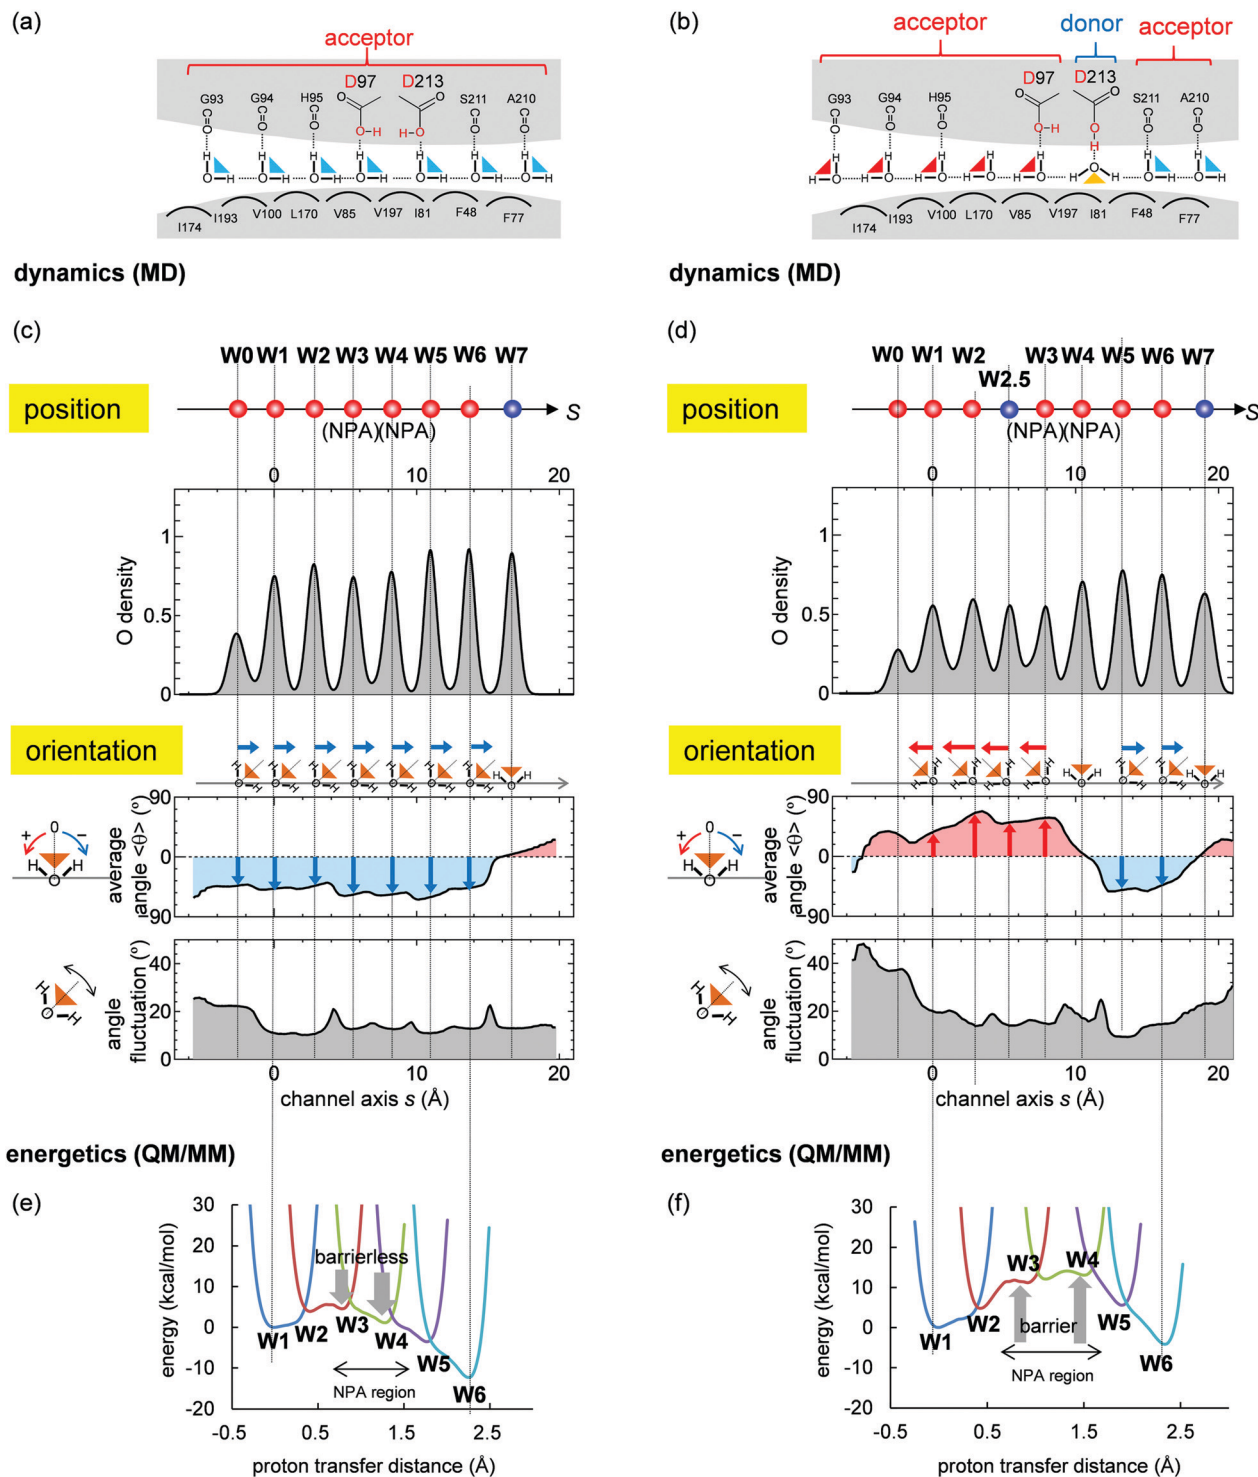 (a)
acceptor
D97 D213
G93 G94 H95 S211 A210
C C C O O C C
O O O O-H H-O O O
H H H H H H H
O-H O-H O-H O-H O-H O-H O-H
I174 I193 V100 L170 V85 V197 I81 F48 F77
(b)
acceptor donor acceptor
D97 D213
G93 G94 H95 S211 A210
C C C O O C C
O O O O-H O O O
H H H H H H H H
H-O H-O H-O H-O H-O H O H O-H O-H
I174 I193 V100 L170 V85 V197 I81 F48 F77
dynamics (MD)
dynamics (MD)
(c)
W0 W1 W2 W3 W4 W5 W6 W7
position
S
(NPA)(NPA)
0 10 20
1
0.5
0
O density
orientation
90
0
−90
average angle <θ> (°)
+ 0 −
H H
O
40
20
0
angle fluctuation (°)
0 10 20
channel axis s (Å)
(d)
W0 W1 W2 W2.5 W3 W4 W5 W6 W7
position
S
(NPA)(NPA)
0 10 20
1
0.5
0
O density
orientation
90
0
−90
average angle <θ> (°)
+ 0 −
H H
O
40
20
0
angle fluctuation (°)
0 10 20
channel axis s (Å)
energetics (QM/MM)
energetics (QM/MM)
(e)
30
20
10
0
-10
-20
energy (kcal/mol)
barrierless
W1 W2 W3 W4 W5 W6
NPA region
-0.5 0.5 1.5 2.5
proton transfer distance (Å)
(f)
30
20
10
0
-10
-20
energy (kcal/mol)
W1 W2 W3 W4 W5 W6
barrier
NPA region
-0.5 0.5 1.5 2.5
proton transfer distance (Å)